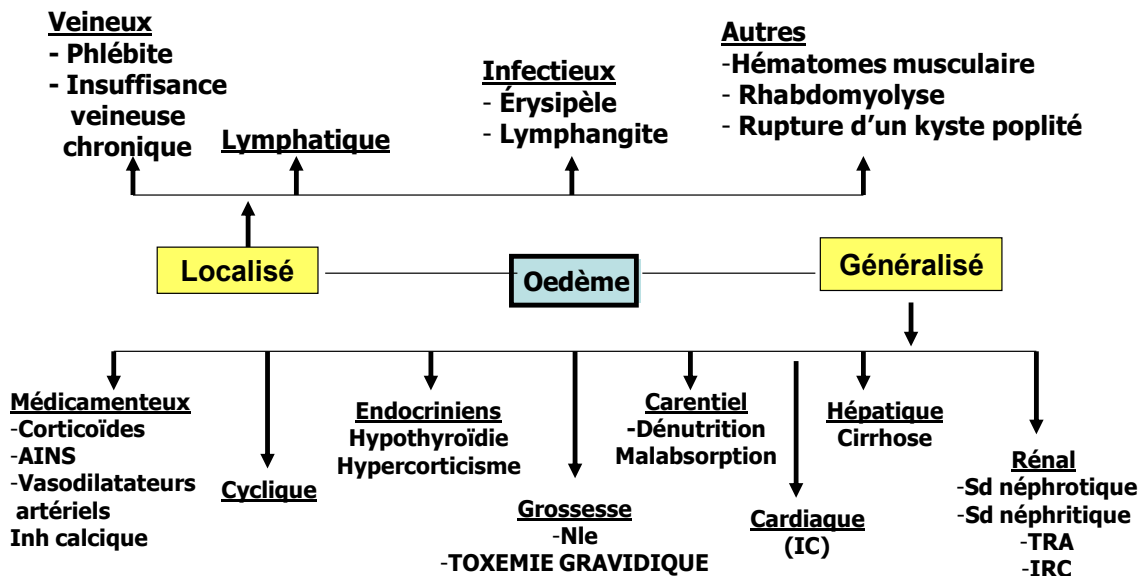 Veineux
- Phlébite
- Insuffisance
veineuse
chronique
Lymphatique
Infectieux
- Érysipèle
- Lymphangite
Autres
-Hématomes musculaire
- Rhabdomyolyse
- Rupture d'un kyste poplité
Localisé
Oedème
Généralisé
Médicamenteux
-Corticoïdes
-AINS
-Vasodilatateurs
artériels
Inh calcique
Cyclique
Endocriniens
Hypothyroïdie
Hypercorticisme
Grossesse
-Nle
-TOXEMIE GRAVIDIQUE
Carentiel
-Dénutrition
Malabsorption
Cardiaque
(IC)
Hépatique
Cirrhose
Rénal
-Sd néphrotique
-Sd néphritique
-TRA
-IRC